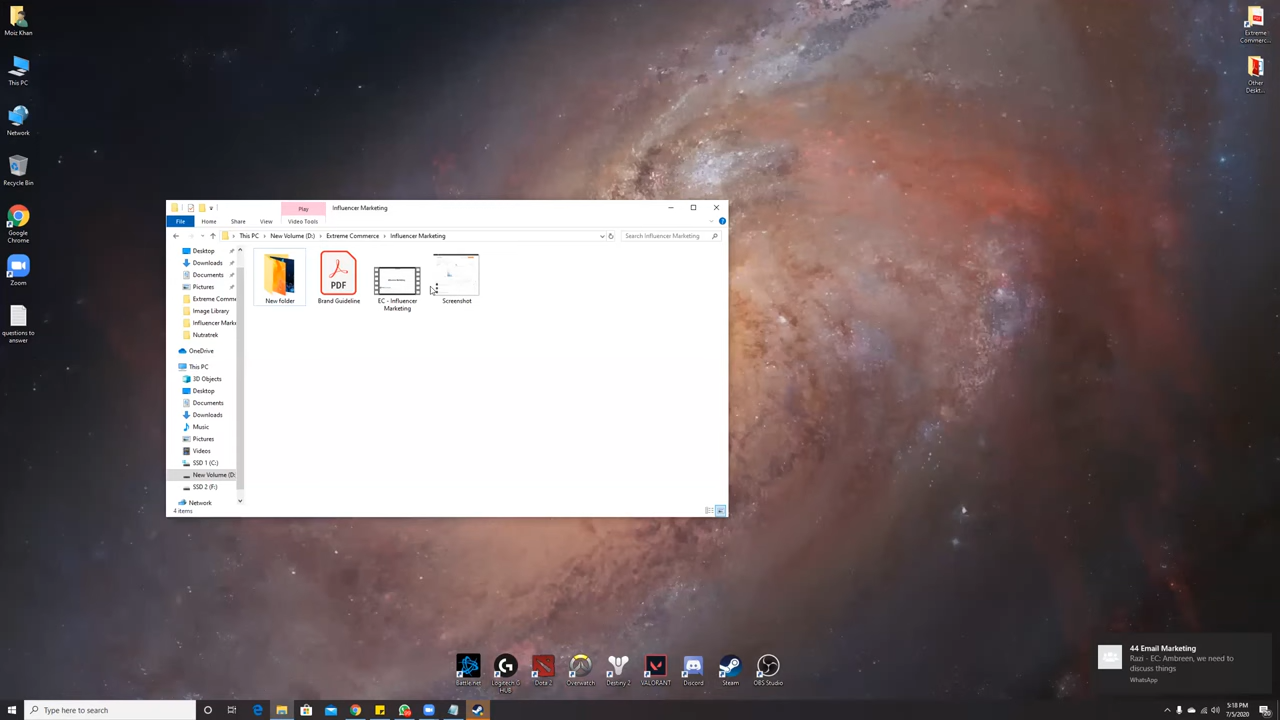 Moiz Khan
This PC
Network
Recycle Bin
Google
Chrome
Zoom
questions to
answer
Extreme
Commerc...
Other
Deskt...
Play
Influencer Marketing
File
Home
Share
View
Video Tools
This PC > New Volume (D:) > Extreme Commerce > Influencer Marketing
Search Influencer Marketing
Desktop
Downloads
Documents
Pictures
Extreme Comme
Image Library
Influencer Marke
Nutratrek
OneDrive
This PC
3D Objects
Desktop
Documents
Downloads
Music
Pictures
Videos
SSD 1 (C:)
New Volume (D:
SSD 2 (F:)
Network
4 items
New folder
PDF
Brand Guideline
EC - Influencer
Marketing
Screenshot
44 Email Marketing
Razi - EC: Ambreen, we need to
discuss things
WhatsApp
Battle.net
Logitech G
HUB
Dota 2
Overwatch
Destiny 2
VALORANT
Discord
Steam
OBS Studio
Type here to search
5:18 PM
7/5/2020